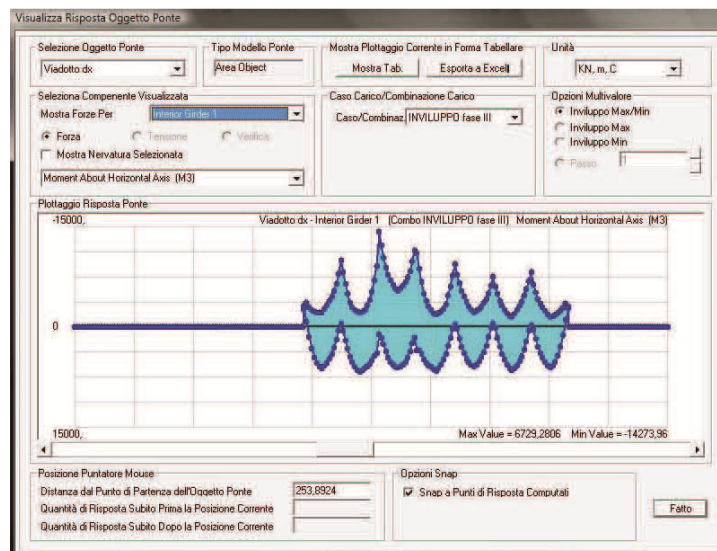 Visualizza Risposta Oggetto Ponte
Selezione Oggetto Ponte
Viadotto dx
Tipo Modello Ponte
Area Object
Mostra Plottaggio Corrente in Forma Tabellare
Mostra Tab.
Esporta a Excell
Unità
KN, m, C
Seleziona Compenente Visualizzata
Mostra Forze Per
Interior Girder 1
Forza
Tensione
Verifica
Mostra Nervatura Selezionata
Moment About Horizontal Axis (M3)
Caso Carico/Combinazione Carico
Caso/Combinaz.
INVILUPPO fase III
Opzioni Multivalore
Inviluppo Max/Min
Inviluppo Max
Inviluppo Min
Passo
1
Plottaggio Risposta Ponte
-15000,
Viadotto dx - Interior Girder 1 (Combo INVILUPPO fase III) Moment About Horizontal Axis (M3)
0
15000,
Max Value = 6729,2806 Min Value = -14273,96
Posizione Puntatore Mouse
Distanza dal Punto di Partenza dell'Oggetto Ponte
253,8924
Quantità di Risposta Subito Prima la Posizione Corrente
Quantità di Risposta Subito Dopo la Posizione Corrente
Opzioni Snap
Snap a Punti di Risposta Computati
Fatto